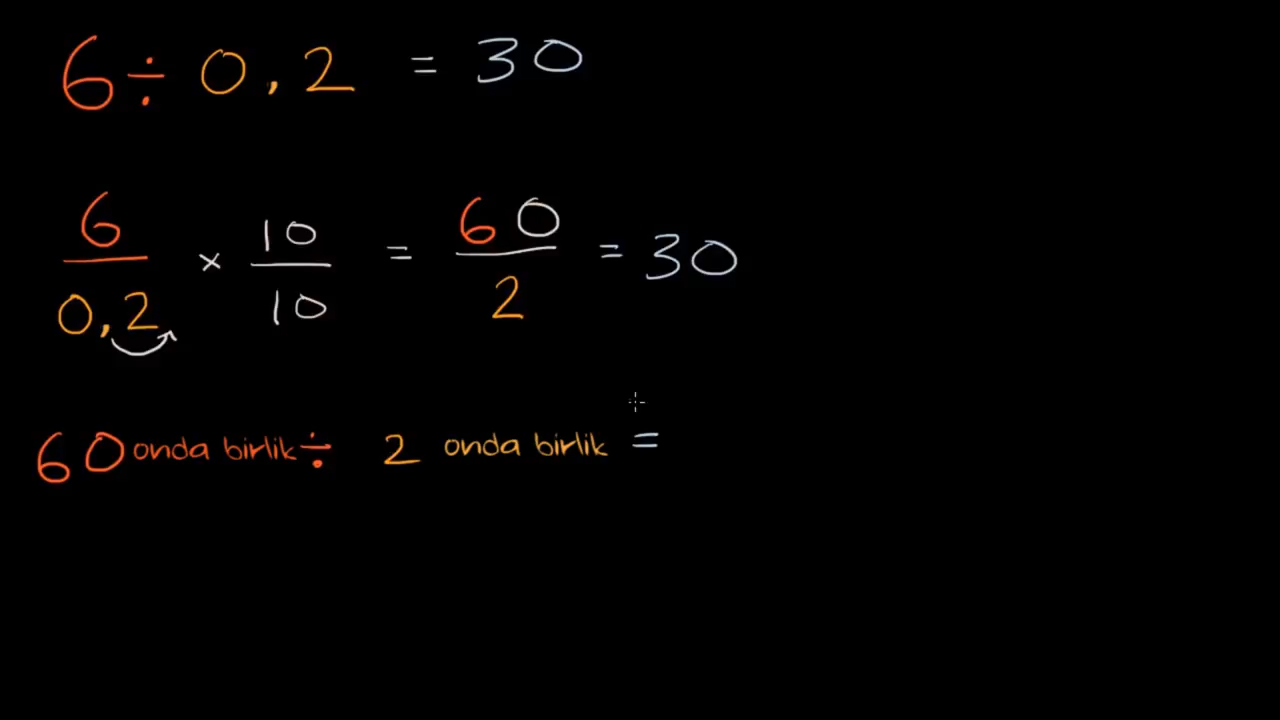 6 ÷ 0,2 = 30
6/0,2 × 10/10 = 60/2 = 30
60 onda birlik ÷ 2 onda birlik =